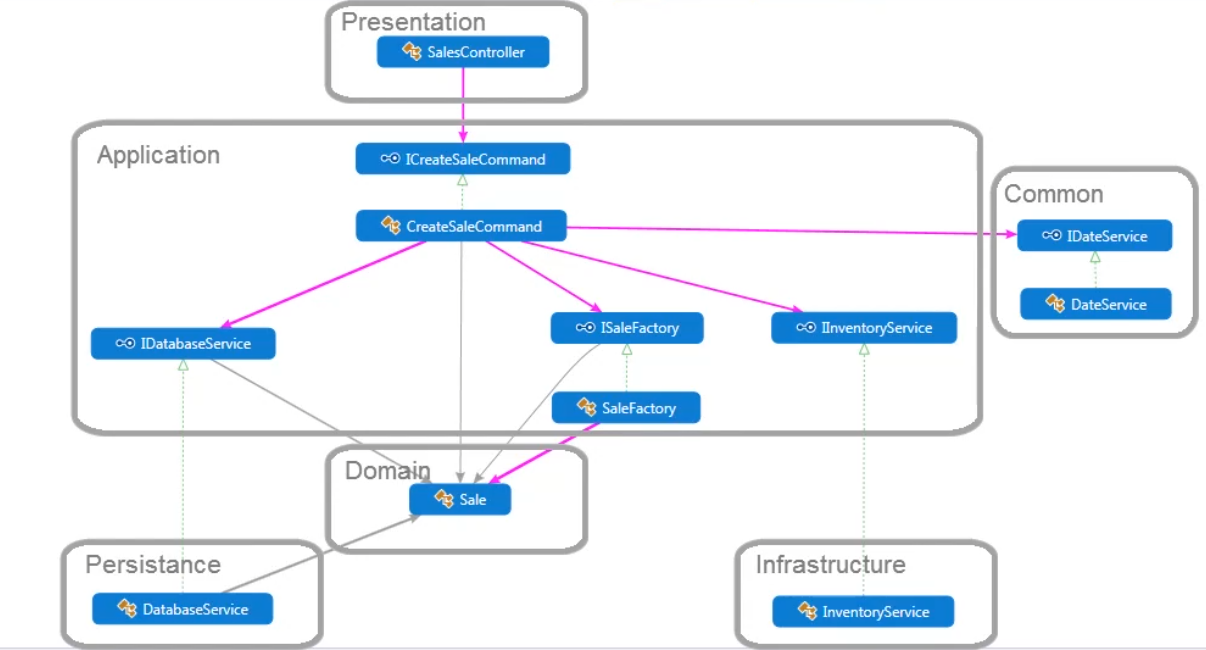 Presentation
SalesController
Application
ICreateSaleCommand
Common
CreateSaleCommand
IDateService
DateService
IDatabaseService
ISaleFactory
IInventoryService
SaleFactory
Domain
Sale
Persistance
Infrastructure
DatabaseService
InventoryService